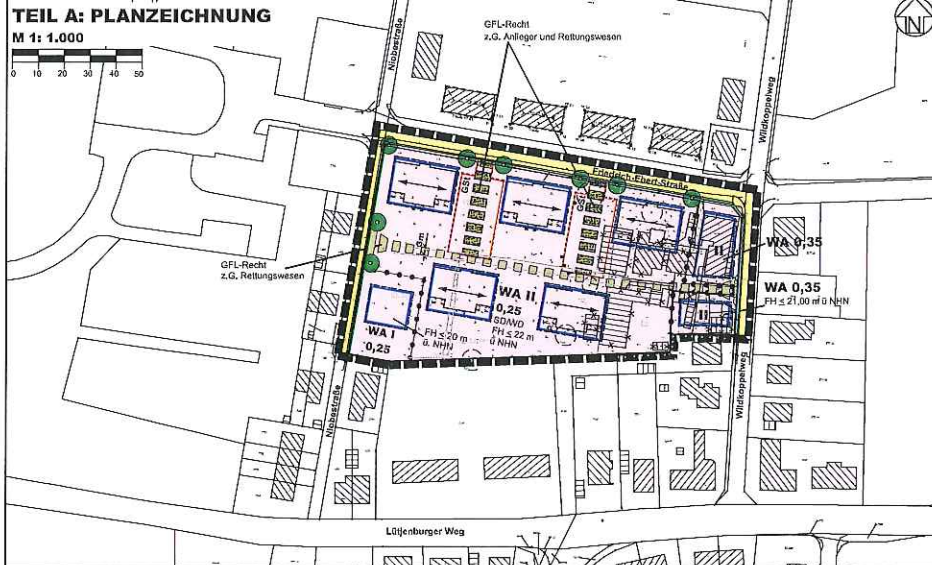 TEIL A: PLANZEICHNUNG
M 1: 1.000
0 10 20 30 40 50
N
GFL-Recht
z.G. Anlieger und Rettungswesen
Niobestraße
Wildkoppelweg
Friedrich-Ebert-Straße
GSt
GSt
GFL-Recht
z.G. Rettungswesen
II
WA 0,35
WA II
0,25
SD/WD
FH ≤ 22 m
ü NHN
WA 0,35
FH ≤ 21,00 m ü NHN
II
WA I
0,25
FH ≤ 20 m
ü. NHN
Niobestraße
Wildkoppelweg
Lütjenburger Weg